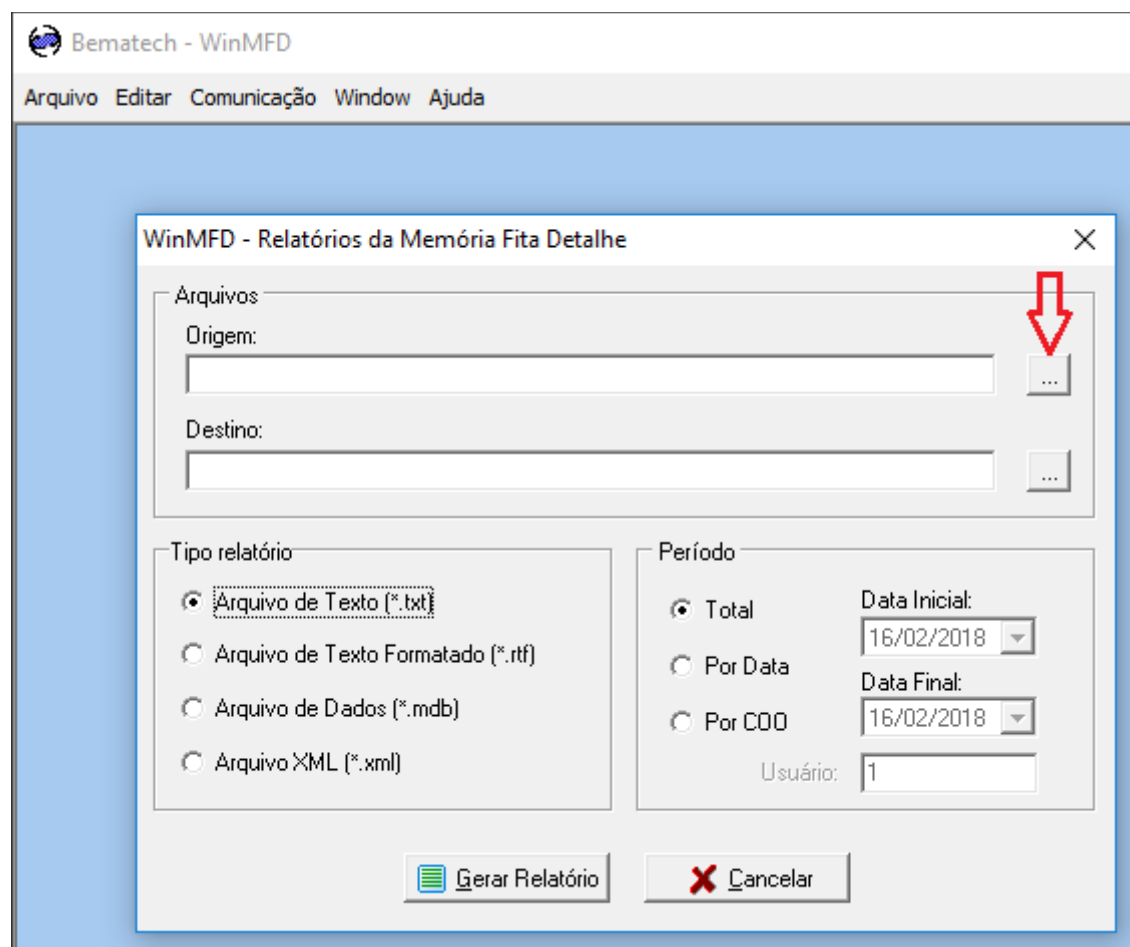 Bematech - WinMFD
Arquivo Editar Comunicação Window Ajuda
WinMFD - Relatórios da Memória Fita Detalhe
Arquivos
Origem:
...
Destino:
...
Tipo relatório
Arquivo de Texto (*.txt)
Arquivo de Texto Formatado (*.rtf)
Arquivo de Dados (*.mdb)
Arquivo XML (*.xml)
Período
Total
Por Data
Por COO
Data Inicial:
16/02/2018
Data Final:
16/02/2018
Usuário: 1
Gerar Relatório
Cancelar